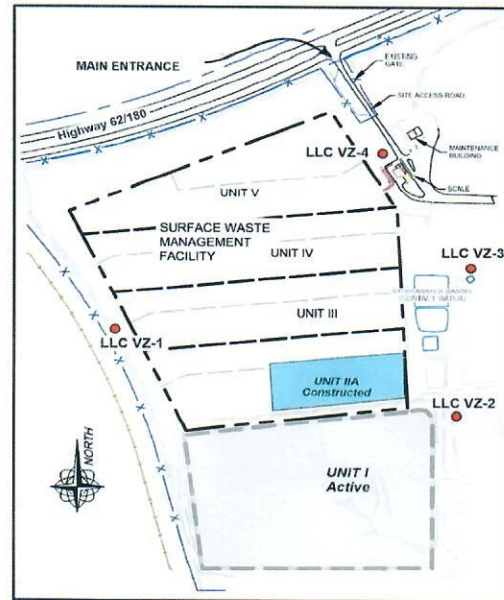 MAIN ENTRANCE
EXISTING
GATE
Highway 62/180
SITE ACCESS ROAD
LLC VZ-4
MAINTENANCE
BUILDING
SCALE
UNIT V
SURFACE WASTE
MANAGEMENT
FACILITY
UNIT IV
LLC VZ-3
(CONTACT WATER)
UNIT III
LLC VZ-1
UNIT IIA
Constructed
LLC VZ-2
UNIT I
Active
NORTH